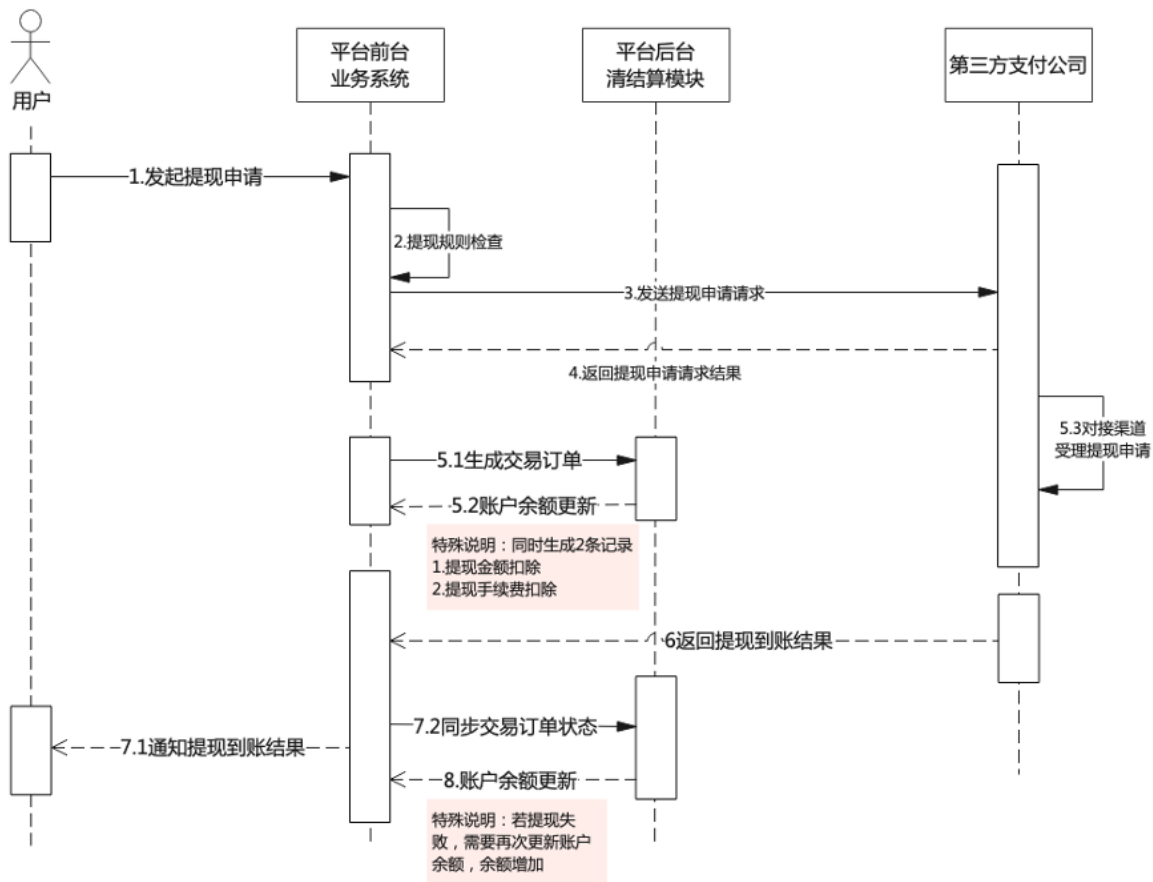 用户
平台前台
业务系统
平台后台
清结算模块
第三方支付公司
1.发起提现申请
2.提现规则检查
3.发送提现申请请求
4.返回提现申请请求结果
5.3对接渠道
受理提现申请
5.1生成交易订单
5.2账户余额更新
特殊说明：同时生成2条记录
1.提现金额扣除
2.提现手续费扣除
6返回提现到账结果
7.2同步交易订单状态
7.1通知提现到账结果
8.账户余额更新
特殊说明：若提现失
败，需要再次更新账户
余额，余额增加